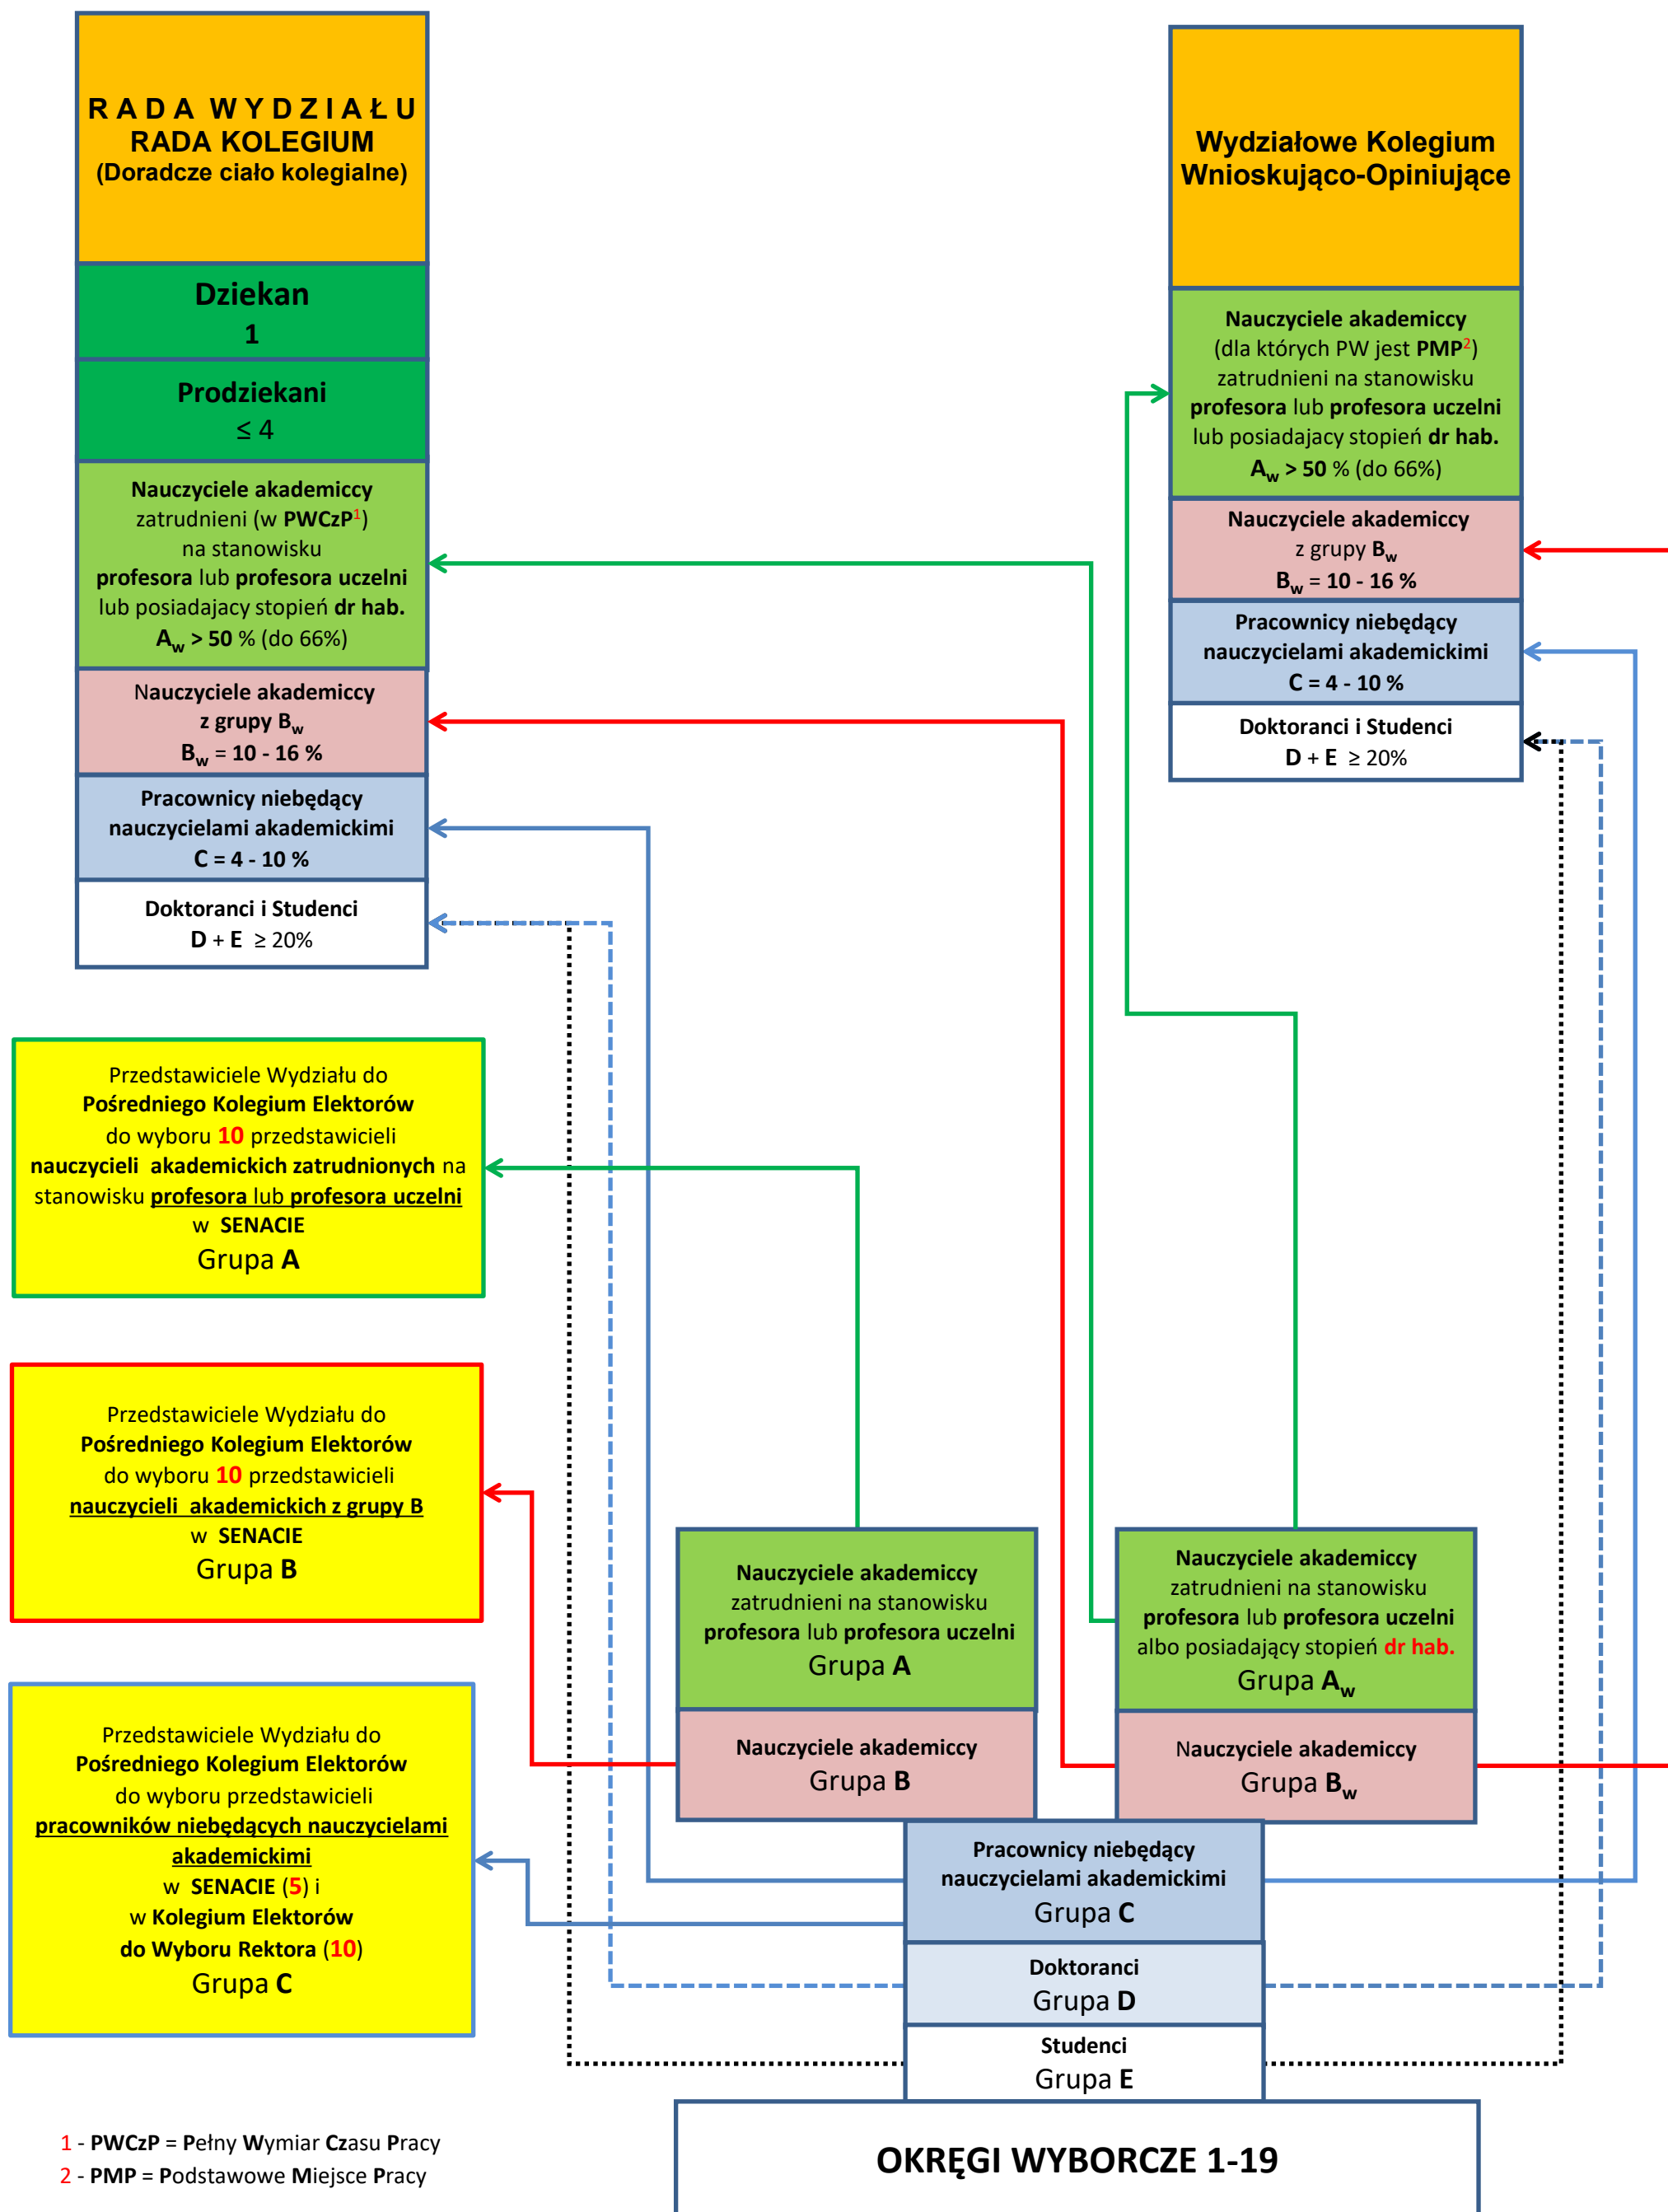 RADA WYDZIAŁU
RADA KOLEGIUM
(Doradcze ciało kolegialne)
Dziekan
1
Prodziekani
≤ 4
Nauczyciele akademiccy
zatrudnieni (w PWCzP1)
na stanowisku
profesora lub profesora uczelni
lub posiadajacy stopień dr hab.
Aw > 50 % (do 66%)
Nauczyciele akademiccy
z grupy Bw
Bw = 10 - 16 %
Pracownicy niebędący
nauczycielami akademickimi
C = 4 - 10 %
Doktoranci i Studenci
D + E ≥ 20%
Wydziałowe Kolegium
Wnioskująco-Opiniujące
Nauczyciele akademiccy
(dla których PW jest PMP2)
zatrudnieni na stanowisku
profesora lub profesora uczelni
lub posiadajacy stopień dr hab.
Aw > 50 % (do 66%)
Nauczyciele akademiccy
z grupy Bw
Bw = 10 - 16 %
Pracownicy niebędący
nauczycielami akademickimi
C = 4 - 10 %
Doktoranci i Studenci
D + E ≥ 20%
Przedstawiciele Wydziału do
Pośredniego Kolegium Elektorów
do wyboru 10 przedstawicieli
nauczycieli akademickich zatrudnionych na
stanowisku profesora lub profesora uczelni
w SENACIE
Grupa A
Przedstawiciele Wydziału do
Pośredniego Kolegium Elektorów
do wyboru 10 przedstawicieli
nauczycieli akademickich z grupy B
w SENACIE
Grupa B
Przedstawiciele Wydziału do
Pośredniego Kolegium Elektorów
do wyboru przedstawicieli
pracowników niebędących nauczycielami
akademickimi
w SENACIE (5) i
w Kolegium Elektorów
do Wyboru Rektora (10)
Grupa C
Nauczyciele akademiccy
zatrudnieni na stanowisku
profesora lub profesora uczelni
Grupa A
Nauczyciele akademiccy
Grupa B
Nauczyciele akademiccy
zatrudnieni na stanowisku
profesora lub profesora uczelni
albo posiadający stopień dr hab.
Grupa Aw
Nauczyciele akademiccy
Grupa Bw
Pracownicy niebędący
nauczycielami akademickimi
Grupa C
Doktoranci
Grupa D
Studenci
Grupa E
OKRĘGI WYBORCZE 1-19
1 - PWCzP = Pełny Wymiar Czasu Pracy
2 - PMP = Podstawowe Miejsce Pracy